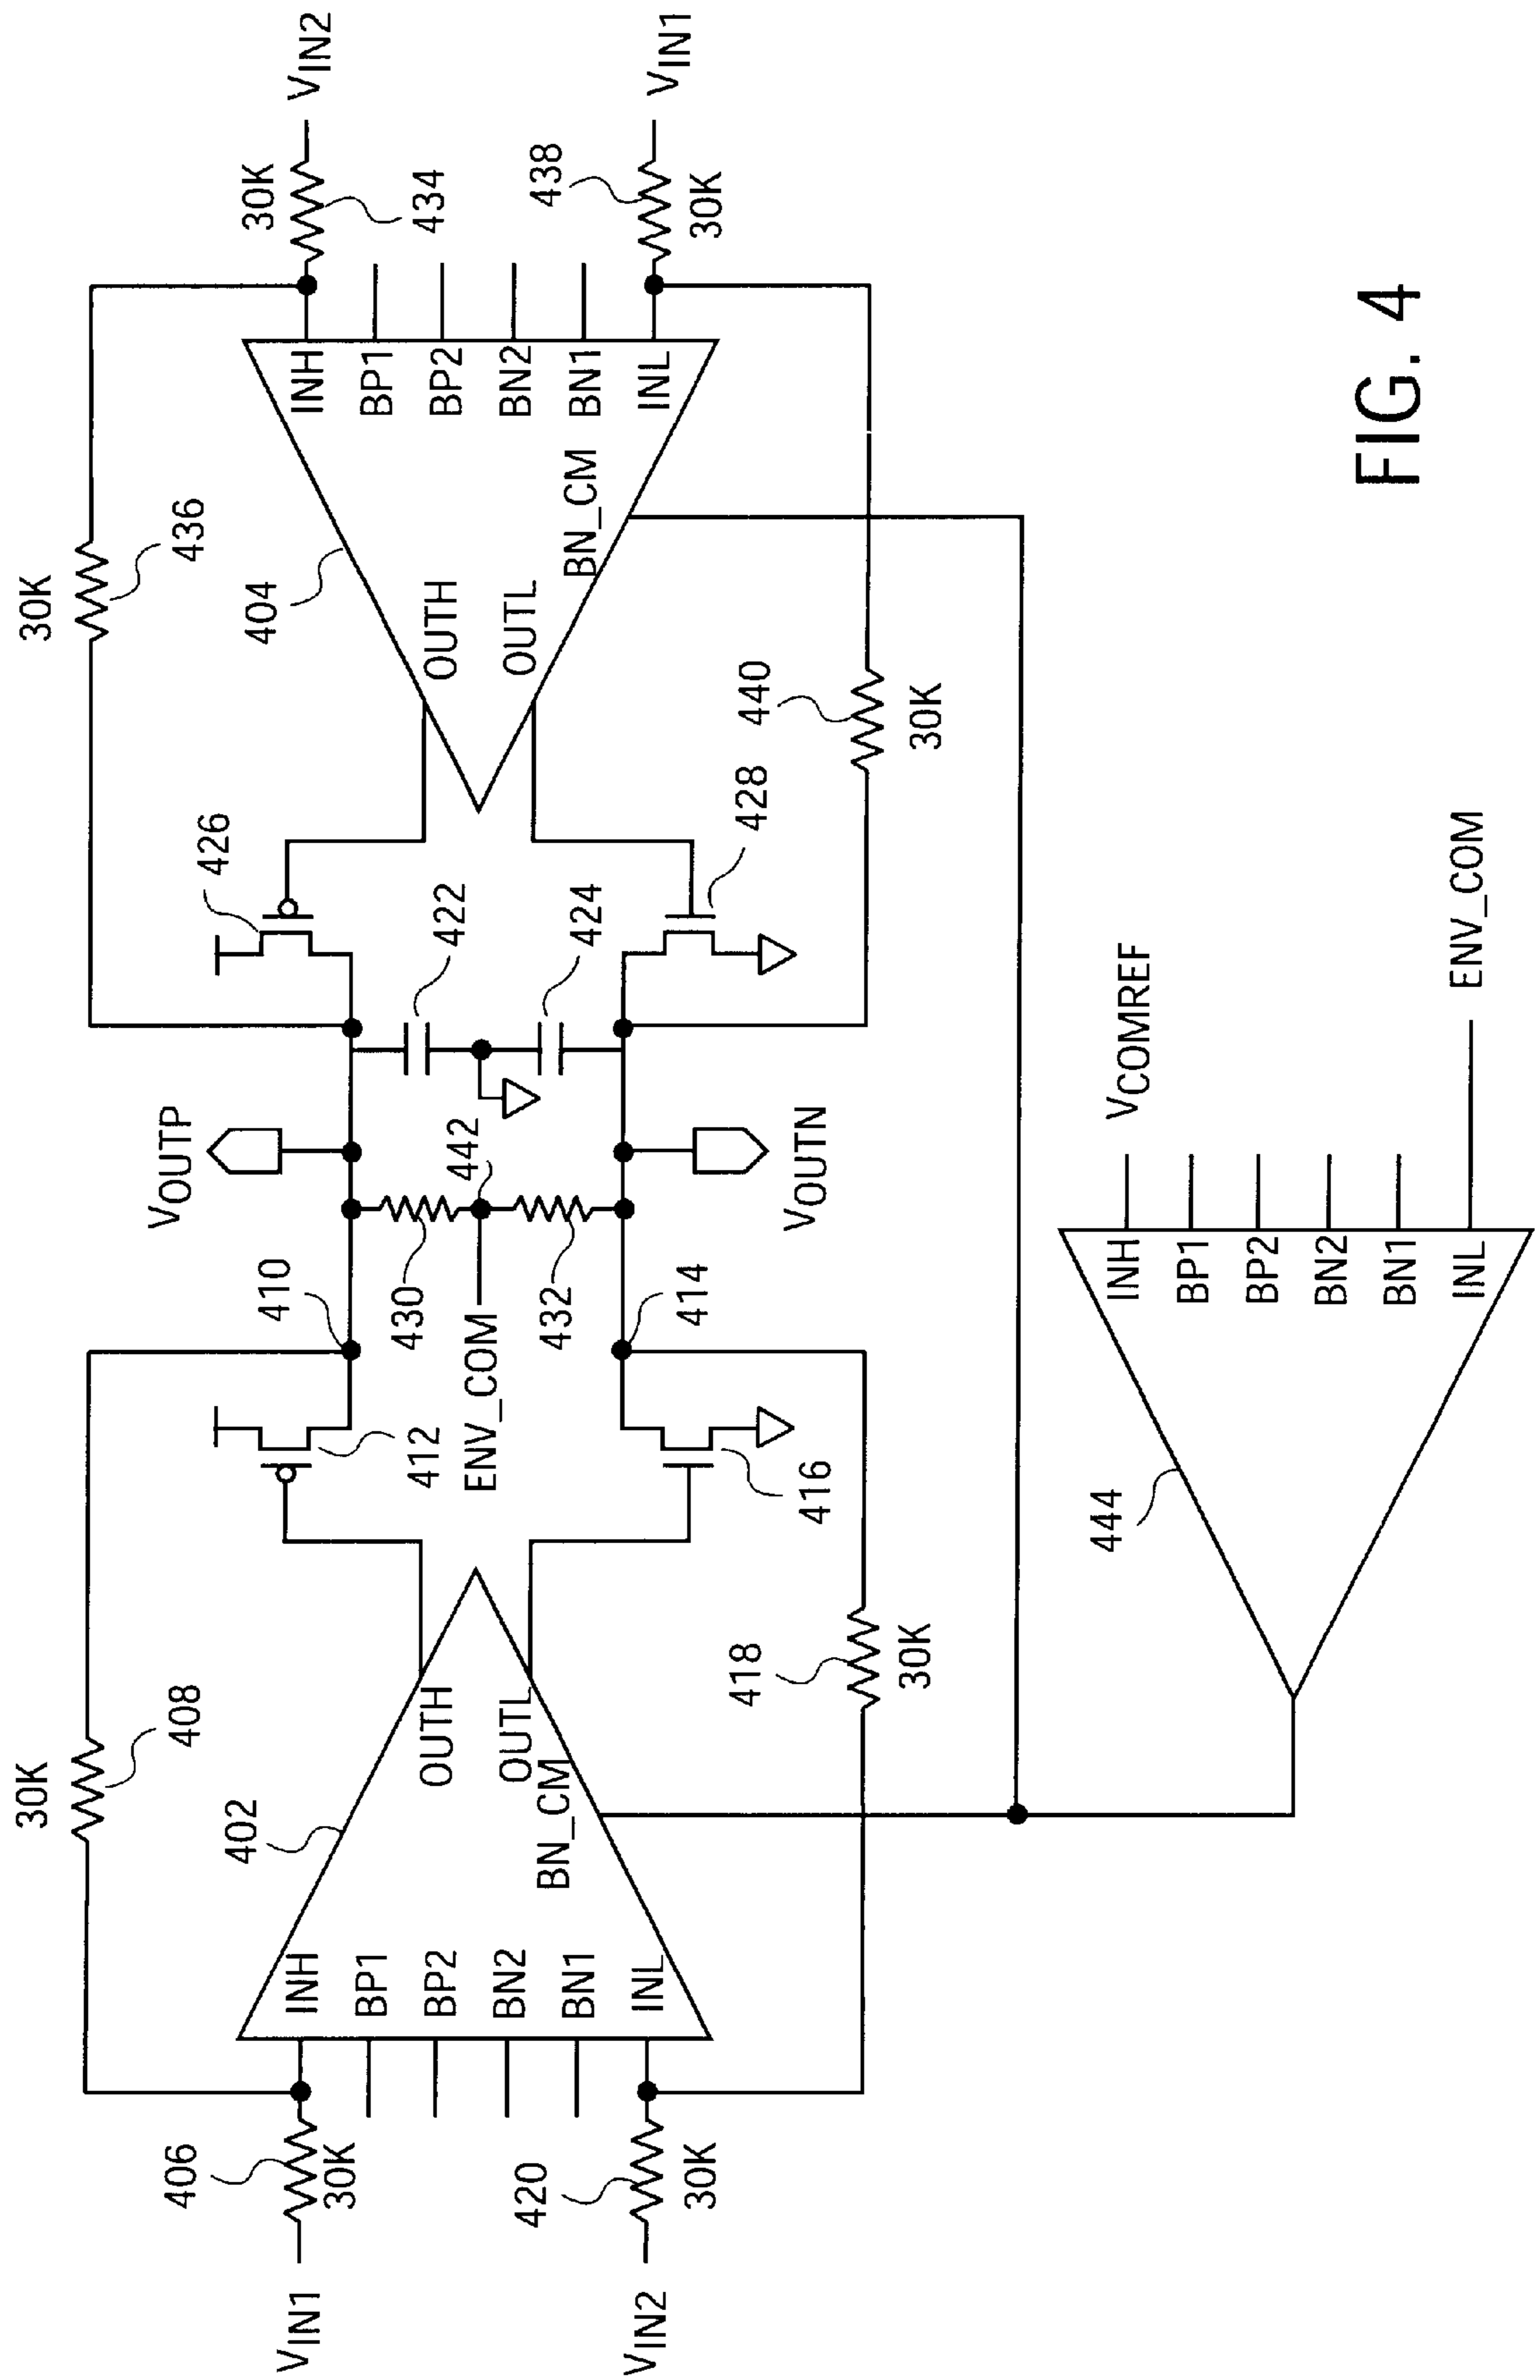 30K
408
30K
436
402
404
VIN1
406
30K
INH
BP1
BP2
BN2
BN1
INL
OUTH
OUTL
BN_CM
VIN2
420
30K
418
30K
412
410
VOUTP
426
ENV_COM
430
442
422
432
424
416
414
VOUTN
428
OUTH
OUTL
BN_CM
INH
BP1
BP2
BN2
BN1
INL
30K
434
VIN2
438
30K
VIN1
440
30K
444
INH
BP1
BP2
BN2
BN1
INL
VCOMREF
ENV_COM
FIG. 4